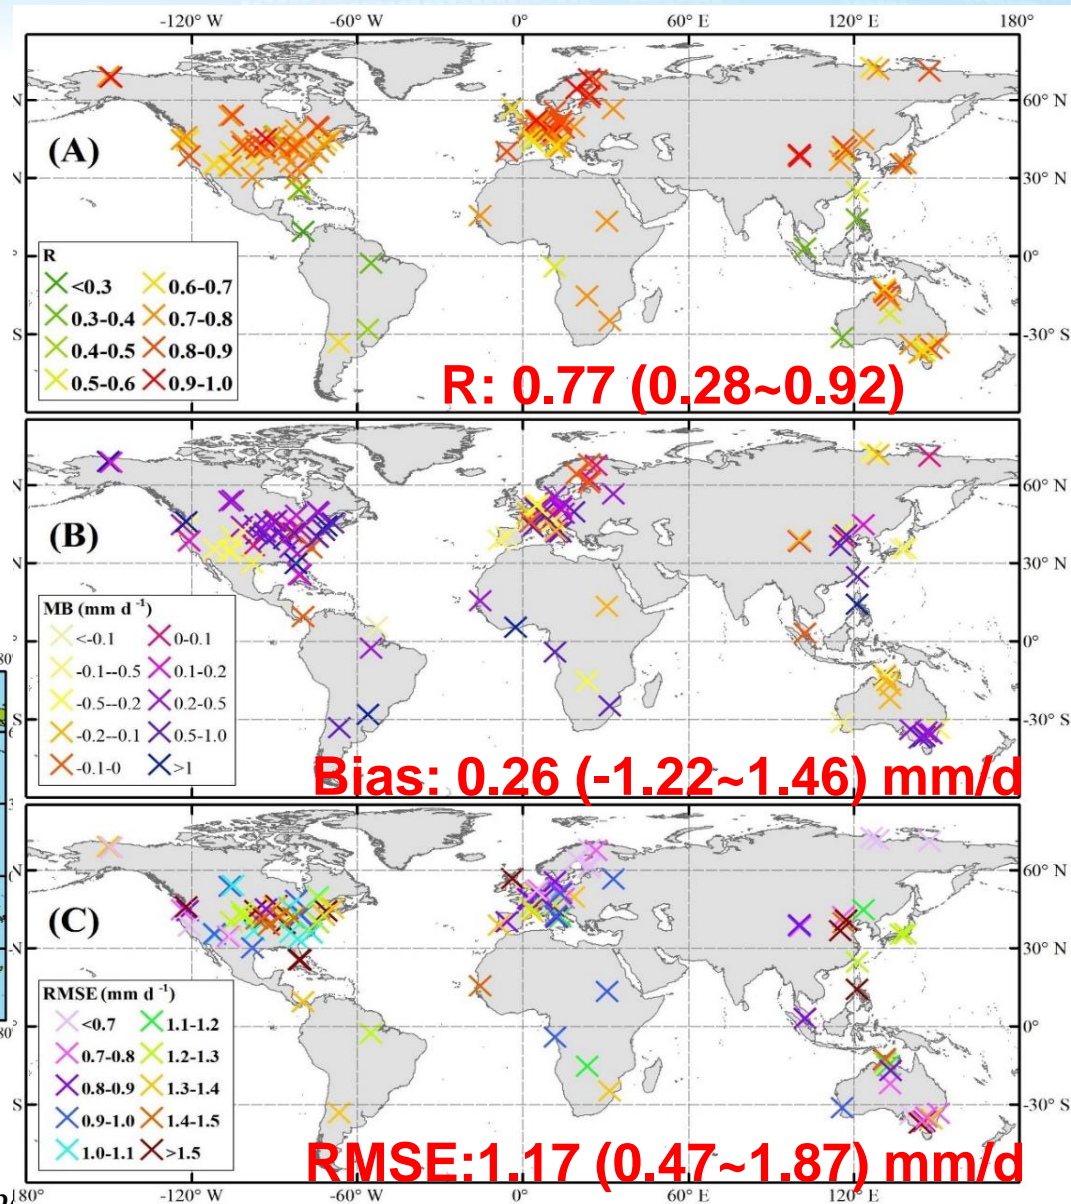 -120° W -60° W 0° 60° E 120° E 180°
60° N
(A)
30° N
R
<0.3 0.6-0.7
0.3-0.4 0.7-0.8
0.4-0.5 0.8-0.9
0.5-0.6 0.9-1.0
0°
-30° S
R: 0.77 (0.28~0.92)
60° N
(B)
30° N
MB (mm d -1)
<-0.1 0-0.1
-0.1--0.5 0.1-0.2
-0.5--0.2 0.2-0.5
-0.2--0.1 0.5-1.0
-0.1-0 >1
0°
-30° S
Bias: 0.26 (-1.22~1.46) mm/d
60° N
(C)
30° N
RMSE (mm d -1)
<0.7 1.1-1.2
0.7-0.8 1.2-1.3
0.8-0.9 1.3-1.4
0.9-1.0 1.4-1.5
1.0-1.1 >1.5
0°
-30° S
RMSE:1.17 (0.47~1.87) mm/d
180° -120° W -60° W 0° 60° E 120° E 180°